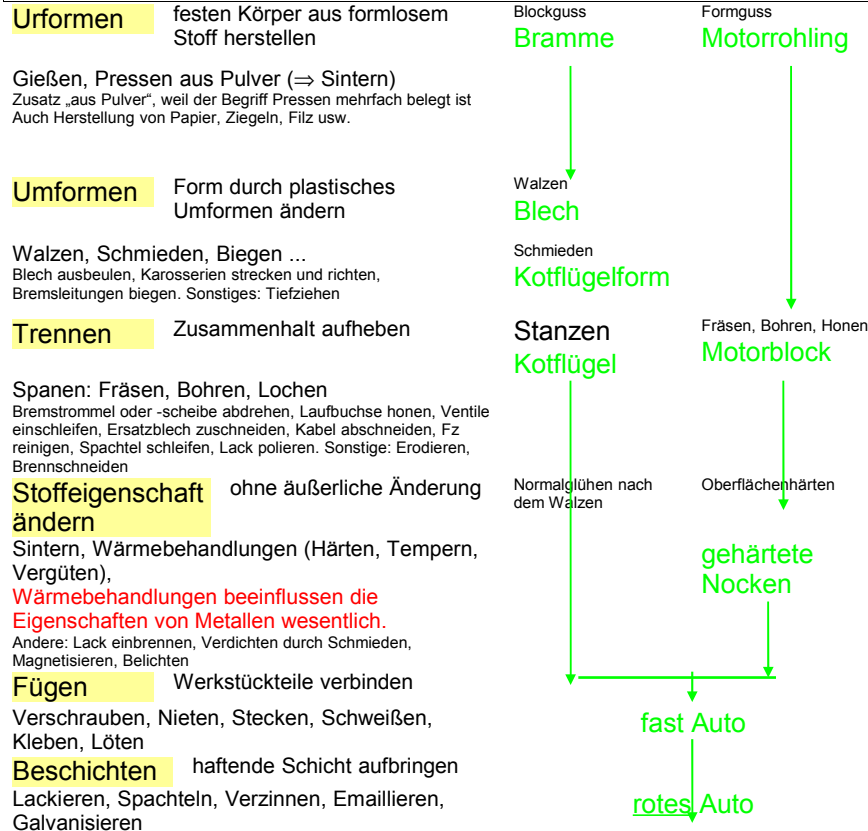 Urformen
festen Körper aus formlosem
Stoff herstellen
Blockguss
Bramme
Formguss
Motorrohling
Gießen, Pressen aus Pulver (⇒ Sintern)
Zusatz „aus Pulver“, weil der Begriff Pressen mehrfach belegt ist
Auch Herstellung von Papier, Ziegeln, Filz usw.
Umformen
Form durch plastisches
Umformen ändern
Walzen
Blech
Walzen, Schmieden, Biegen ...
Blech ausbeulen, Karosserien strecken und richten,
Bremsleitungen biegen. Sonstiges: Tiefziehen
Schmieden
Kotflügelform
Trennen
Zusammenhalt aufheben
Stanzen
Kotflügel
Fräsen, Bohren, Honen
Motorblock
Spanen: Fräsen, Bohren, Lochen
Bremstrommel oder -scheibe abdrehen, Laufbuchse honen, Ventile
einschleifen, Ersatzblech zuschneiden, Kabel abschneiden, Fz
reinigen, Spachtel schleifen, Lack polieren. Sonstige: Erodieren,
Brennschneiden
Stoffeigenschaft
ändern
ohne äußerliche Änderung
Normalglühen nach
dem Walzen
Oberflächenhärten
Sintern, Wärmebehandlungen (Härten, Tempern,
Vergüten),
Wärmebehandlungen beeinflussen die
Eigenschaften von Metallen wesentlich.
Andere: Lack einbrennen, Verdichten durch Schmieden,
Magnetisieren, Belichten
gehärtete
Nocken
Fügen
Werkstückteile verbinden
Verschrauben, Nieten, Stecken, Schweißen,
Kleben, Löten
fast Auto
Beschichten
haftende Schicht aufbringen
Lackieren, Spachteln, Verzinnen, Emaillieren,
Galvanisieren
rotes Auto